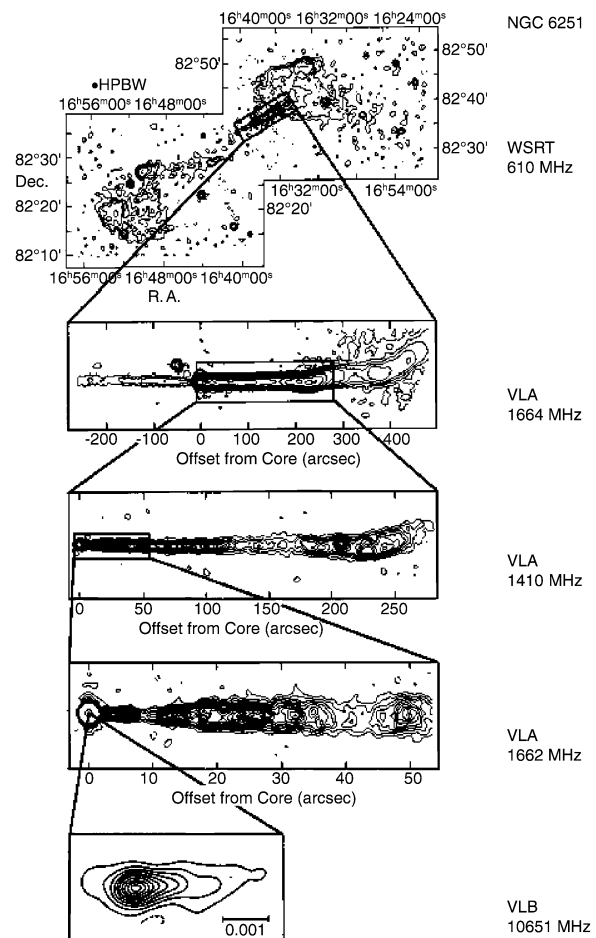 16ʰ40ᵐ00ˢ 16ʰ32ᵐ00ˢ 16ʰ24ᵐ00ˢ
NGC 6251
82°50'
82°50'
•HPBW
16ʰ56ᵐ00ˢ 16ʰ48ᵐ00ˢ
82°40'
82°30'
82°30'
Dec.
WSRT
610 MHz
16ʰ32ᵐ00ˢ 16ᵐ54ᵐ00ˢ
82°20'
82°20'
82°10'
16ʰ56ᵐ00ˢ 16ʰ48ᵐ00ˢ 16ʰ40ᵐ00ˢ
R.A.
VLA
1664 MHz
-200 -100 0 100 200 300 400
Offset from Core (arcsec)
VLA
1410 MHz
0 50 100 150 200 250
Offset from Core (arcsec)
VLA
1662 MHz
0 10 20 30 40 50
Offset from Core (arcsec)
0.001
VLB
10651 MHz